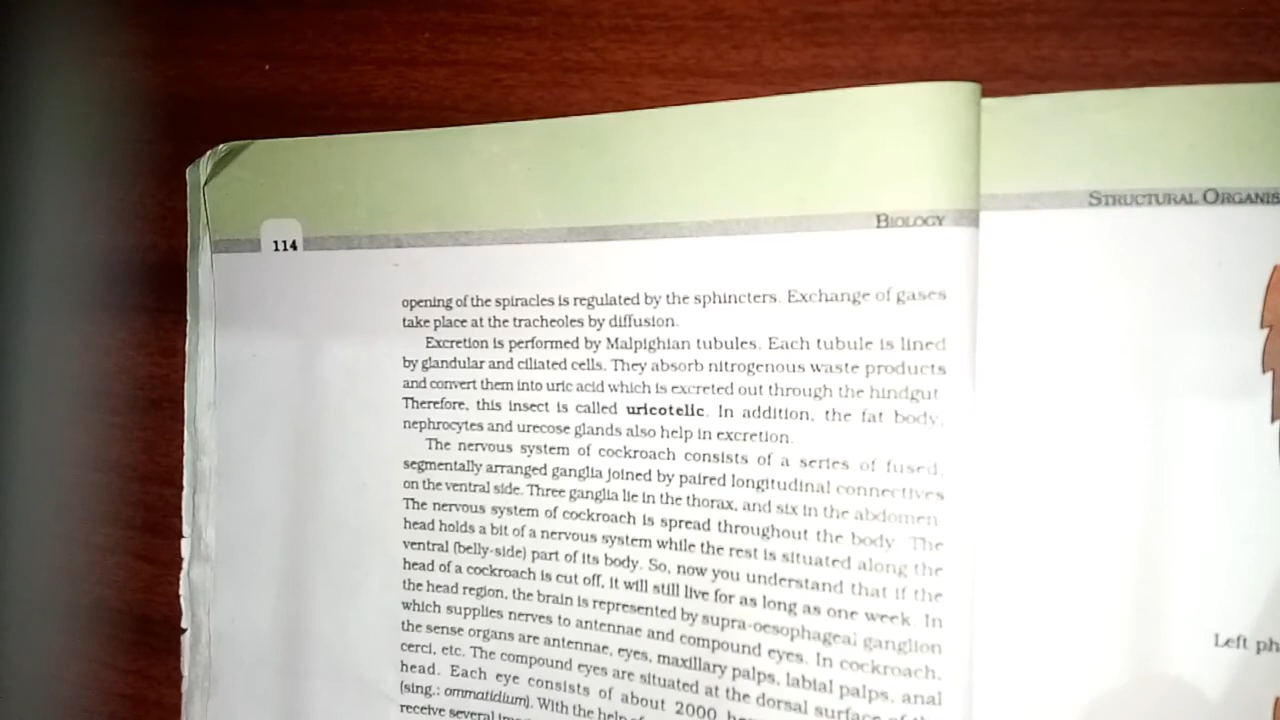 114
BIOLOGY
opening of the spiracles is regulated by the sphincters. Exchange of gases
take place at the tracheoles by diffusion.
Excretion is performed by Malpighian tubules. Each tubule is lined
by glandular and ciliated cells. They absorb nitrogenous waste products
and convert them into uric acid which is excreted out through the hindgut
Therefore, this insect is called uricotelic. In addition, the fat body,
nephrocytes and urecose glands also help in excretion.
The nervous system of cockroach consists of a series of fused,
segmentally arranged ganglia joined by paired longitudinal connectives
on the ventral side. Three ganglia lie in the thorax, and six in the abdomen
The nervous system of cockroach is spread throughout the body. The
head holds a bit of a nervous system while the rest is situated along the
ventral (belly-side) part of its body. So, now you understand that if the
head of a cockroach is cut off, it will still live for as long as one week. In
the head region, the brain is represented by supra-oesophageal ganglion
which supplies nerves to antennae and compound eyes. In cockroach,
the sense organs are antennae, eyes, maxillary palps, labial palps, anal
cerci, etc. The compound eyes are situated at the dorsal surface of the
head. Each eye consists of about 2000
(sing.: ommatidium). With the help of
receive several
STRUCTURAL ORGANIS
Left ph